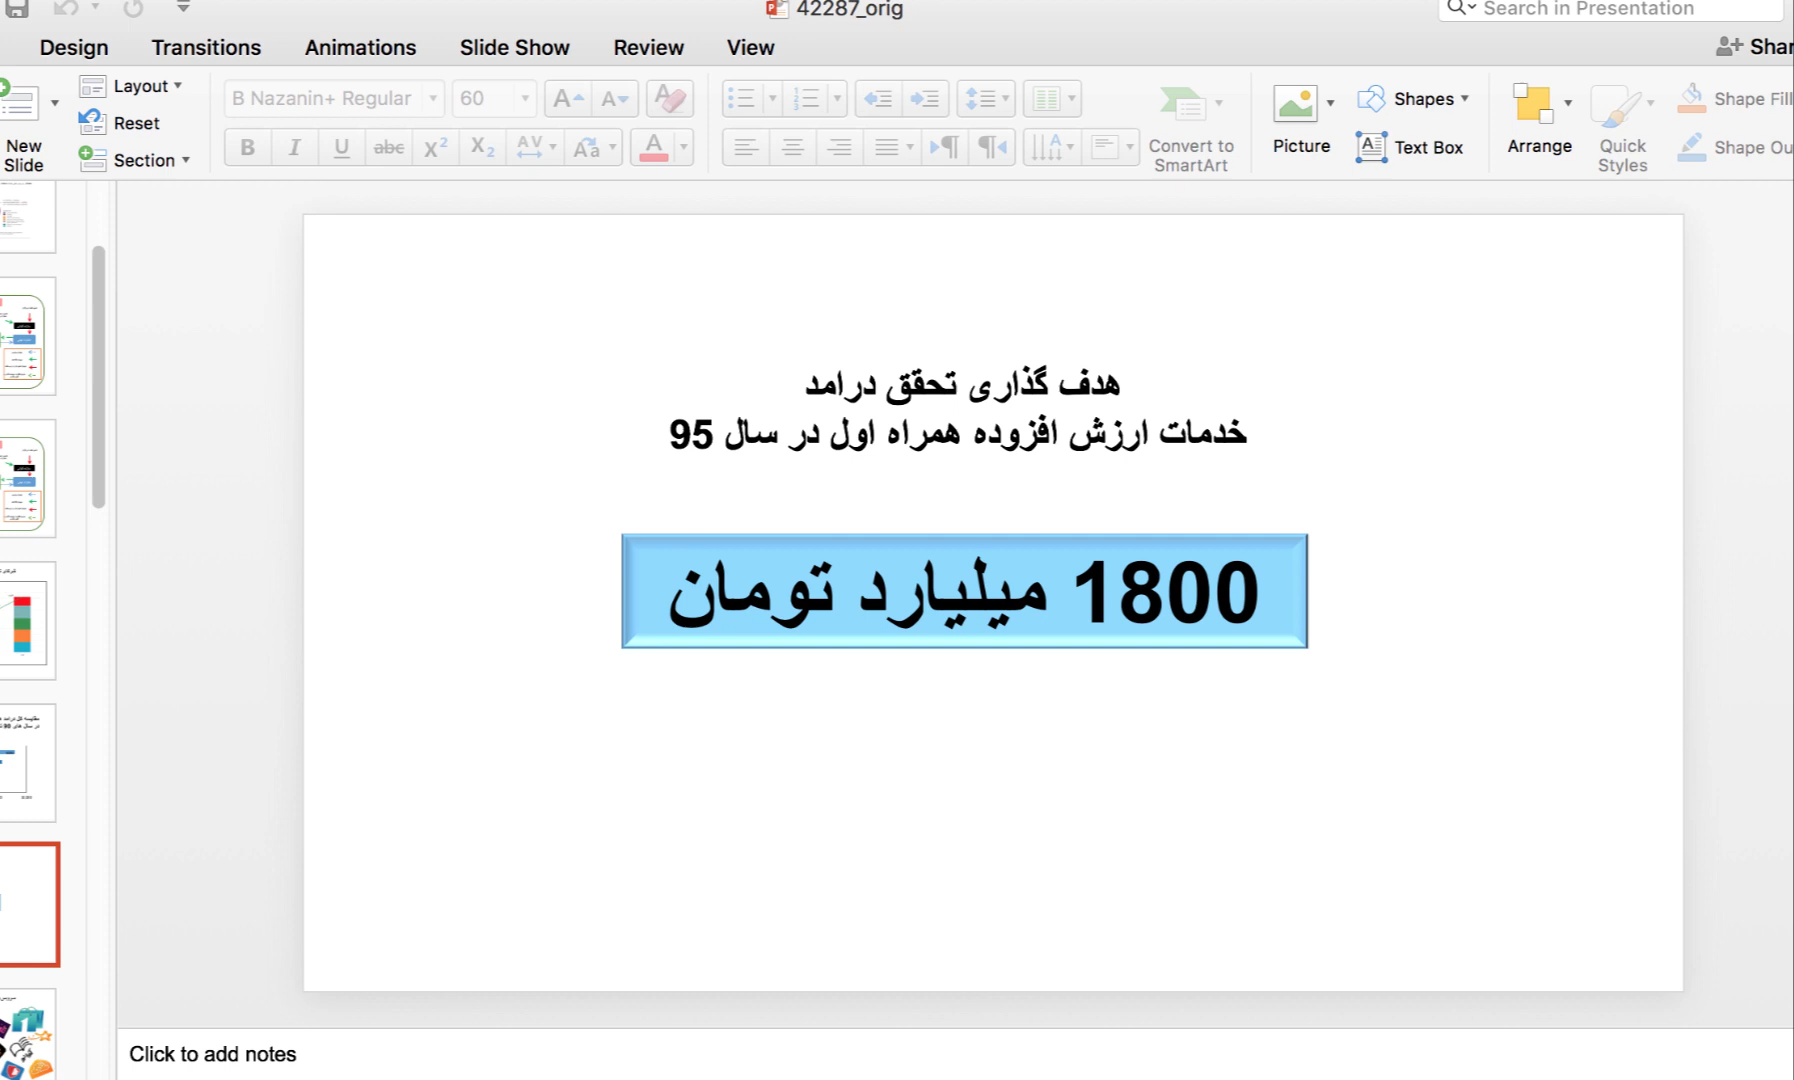 42287_orig
Search in Presentation
Design
Transitions
Animations
Slide Show
Review
View
New Slide
Layout
Reset
Section
B Nazanin+ Regular
60
Convert to SmartArt
Picture
Shapes
Text Box
Arrange
Quick Styles
Shape
Shape
هدف گذاری تحقق درامد
خدمات ارزش افزوده همراه اول در سال 95
1800 میلیارد تومان
Click to add notes